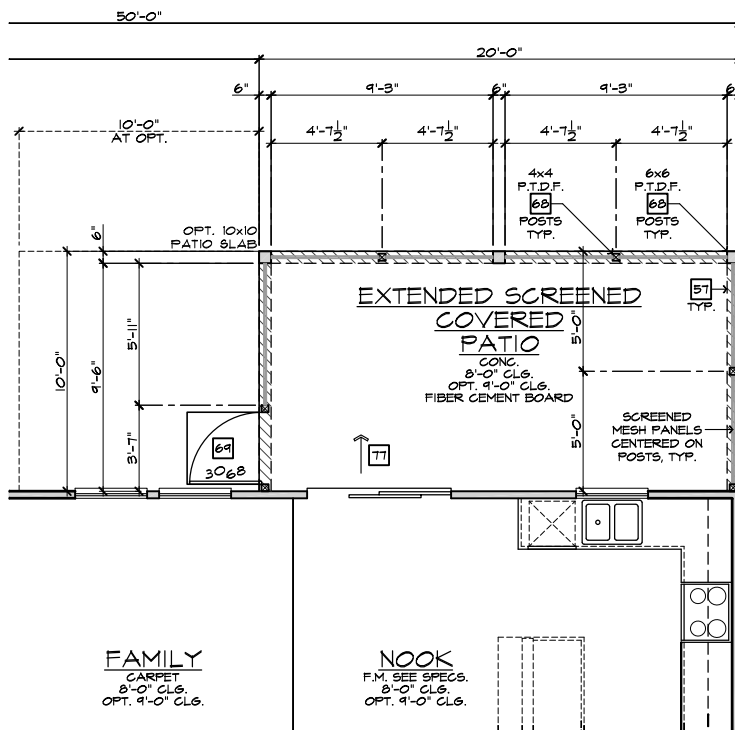 50'-0"
20'-0"
6" 9'-3" 6" 9'-3" 6
10'-0"
AT OPT.
4'-7½" 4'-7½" 4'-7½" 4'-7½"
4x4
P.T.D.F.
68
POSTS
TYP.
6x6
P.T.D.F.
68
POSTS
TYP.
OPT. 10x10
PATIO SLAB
6"
10'-0"
9'-6"
5'-11"
3'-7"
EXTENDED SCREENED
COVERED
PATIO
CONC.
8'-0" CLG.
OPT. 9'-0" CLG.
FIBER CEMENT BOARD
5'-0"
5'-0"
57
TYP.
SCREENED
MESH PANELS
CENTERED ON
POSTS, TYP.
69
3068
77
FAMILY
CARPET
8'-0" CLG.
OPT. 9'-0" CLG.
NOOK
F.M. SEE SPECS.
8'-0" CLG.
OPT. 9'-0" CLG.